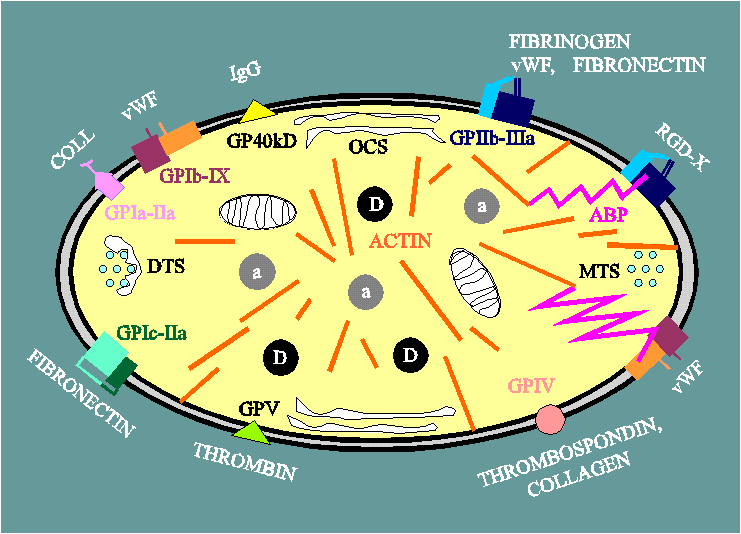 FIBRINOGEN
vWF, FIBRONECTIN
IgG
vWF
COLL
RGD-X
GP40kD
OCS
GPIIb-IIIa
GPIb-IX
GPIa-IIa
D
a
ABP
ACTIN
DTS
a
a
MTS
GPIc-IIa
D
D
FIBRONECTIN
GPIV
vWF
GPV
THROMBIN
THROMBOSPONDIN,
COLLAGEN